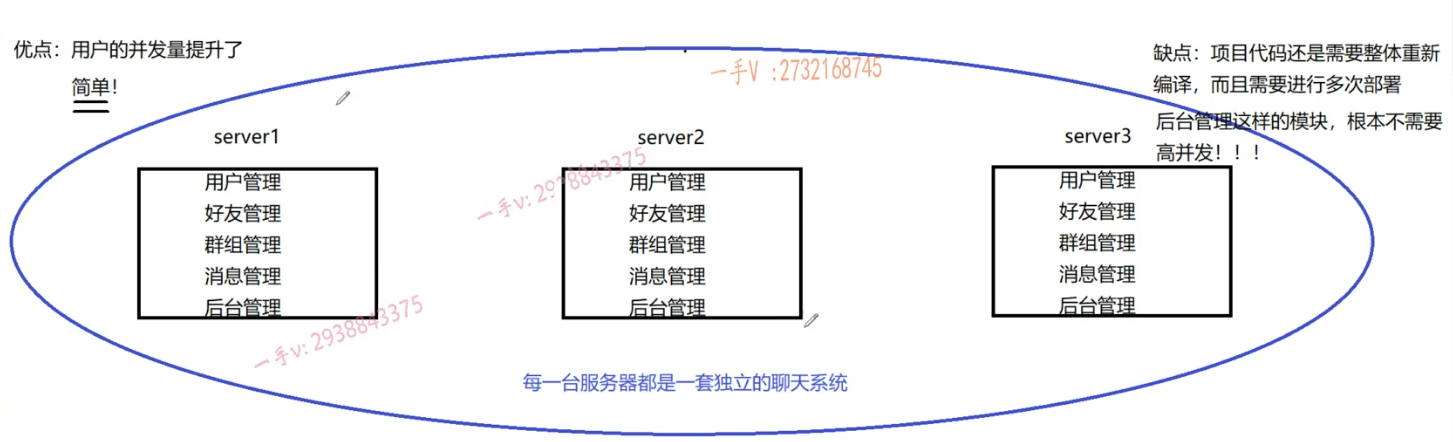 优点：用户的并发量提升了
简单！
缺点：项目代码还是需要整体重新
编译，而且需要进行多次部署
后台管理这样的模块，根本不需要
高并发！！！
一手V :2732168745
server1
用户管理
好友管理
群组管理
消息管理
后台管理
server2
用户管理
好友管理
群组管理
消息管理
后台管理
server3
用户管理
好友管理
群组管理
消息管理
后台管理
一手v: 2938843375
一手v: 2938843375
每一台服务器都是一套独立的聊天系统